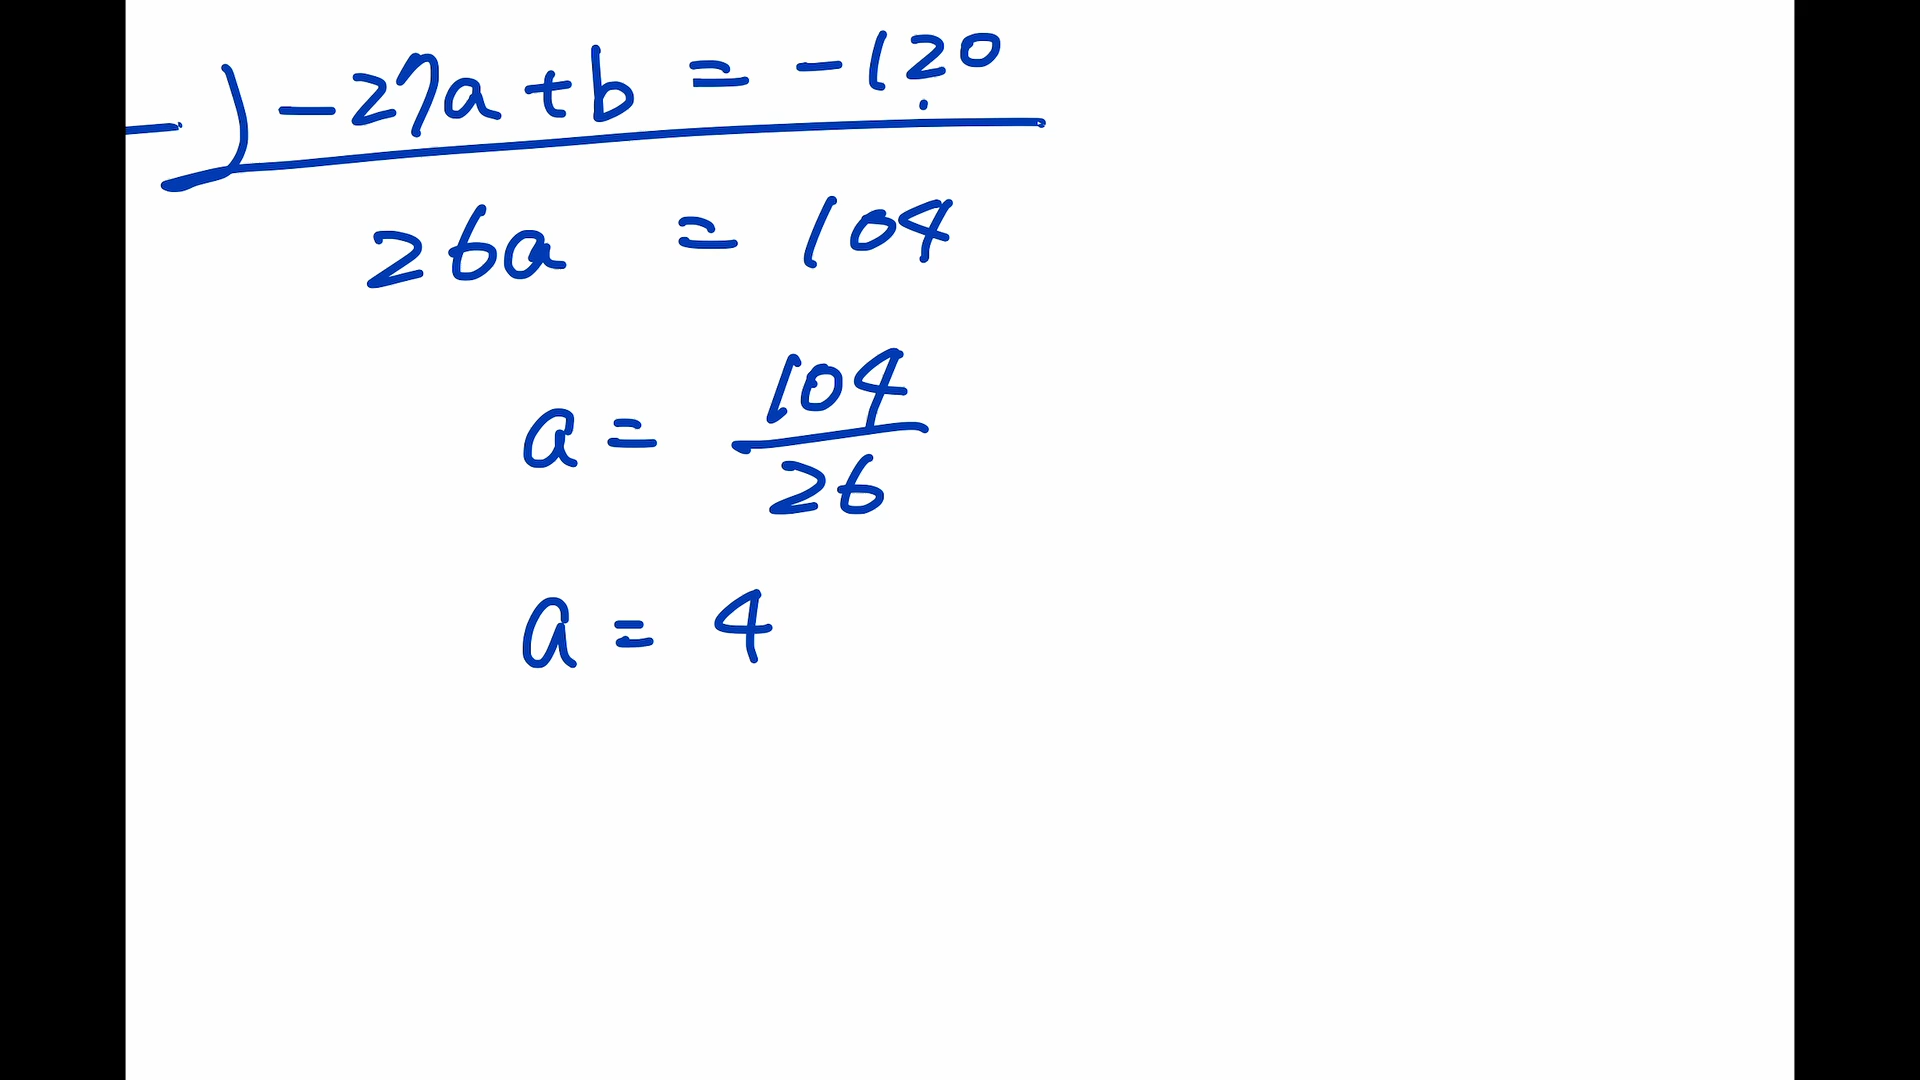 -) -27a + b = -120
26a = 104
a = 104/26
a = 4